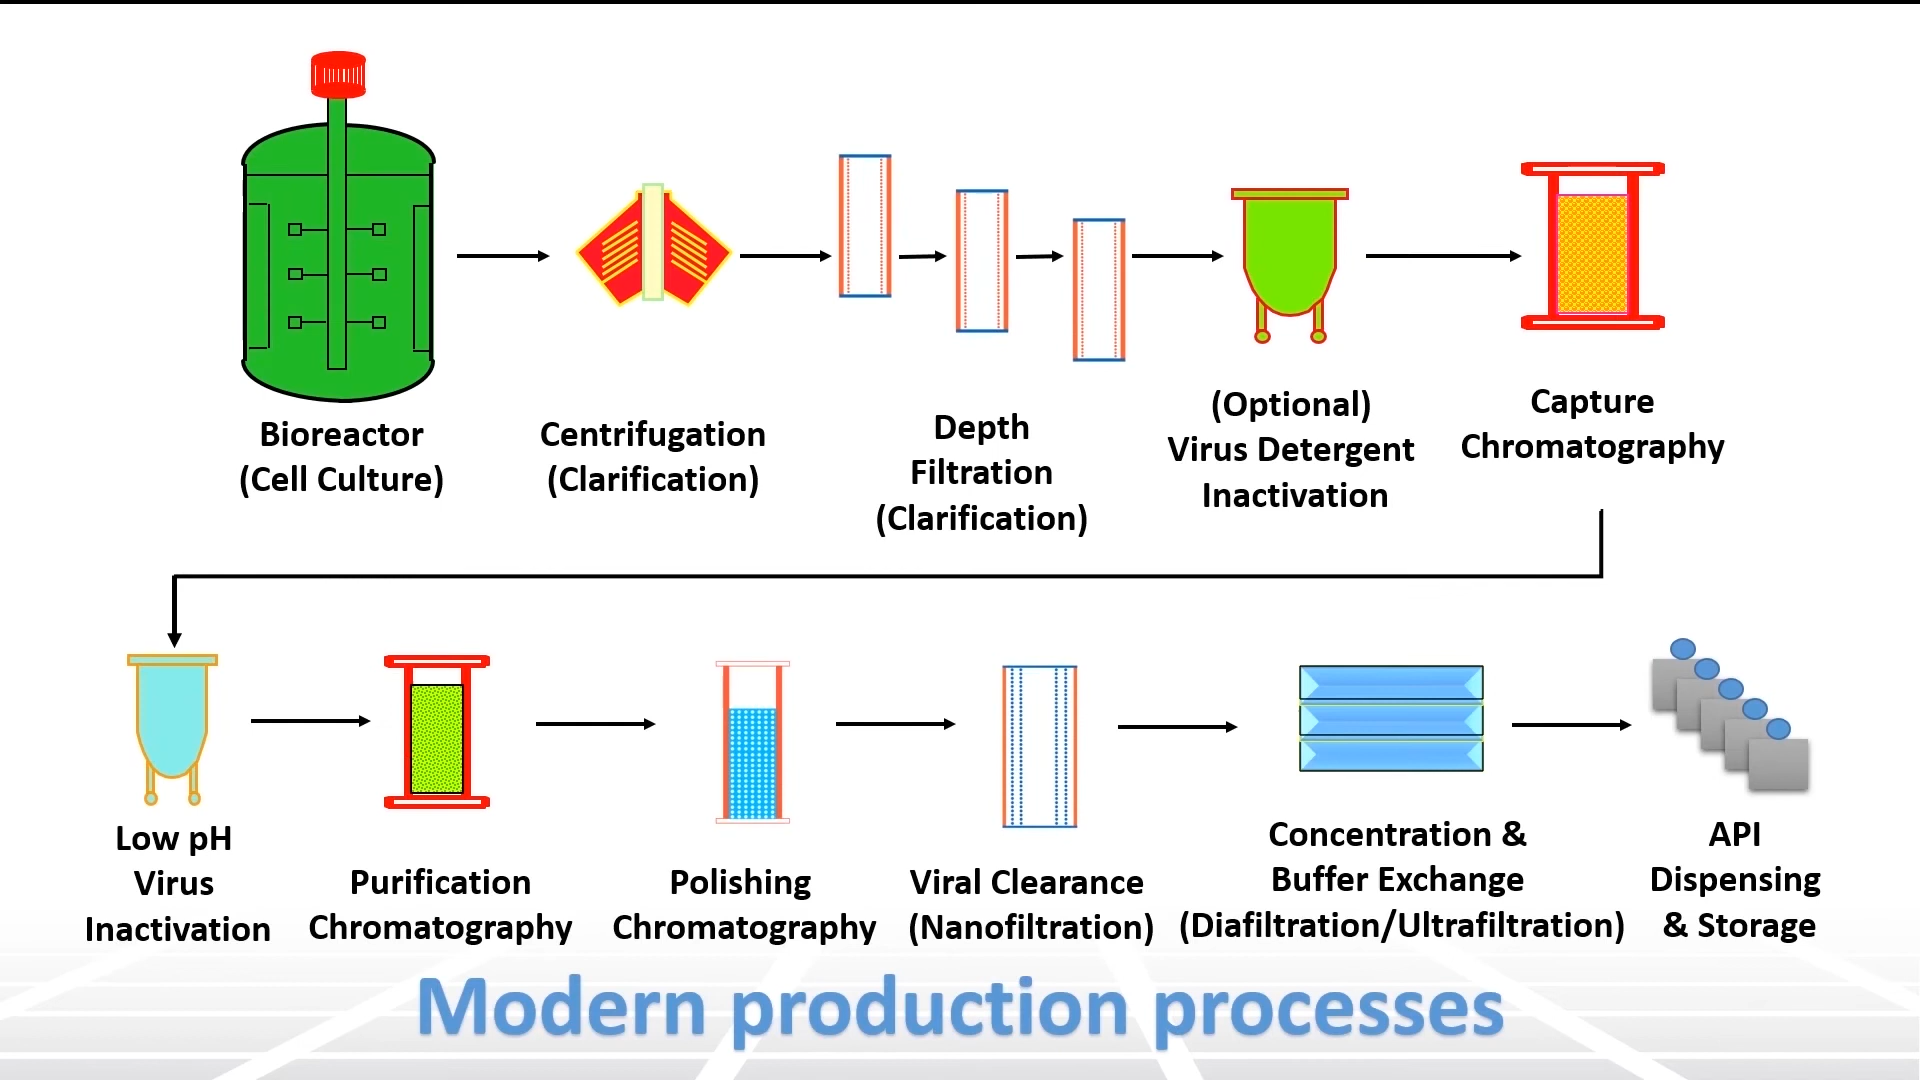 Bioreactor
(Cell Culture)
Centrifugation
(Clarification)
Depth
Filtration
(Clarification)
(Optional)
Virus Detergent
Inactivation
Capture
Chromatography
Low pH
Virus
Inactivation
Purification
Chromatography
Polishing
Chromatography
Viral Clearance
(Nanofiltration)
Concentration &
Buffer Exchange
(Diafiltration/Ultrafiltration)
API
Dispensing
& Storage
Modern production processes